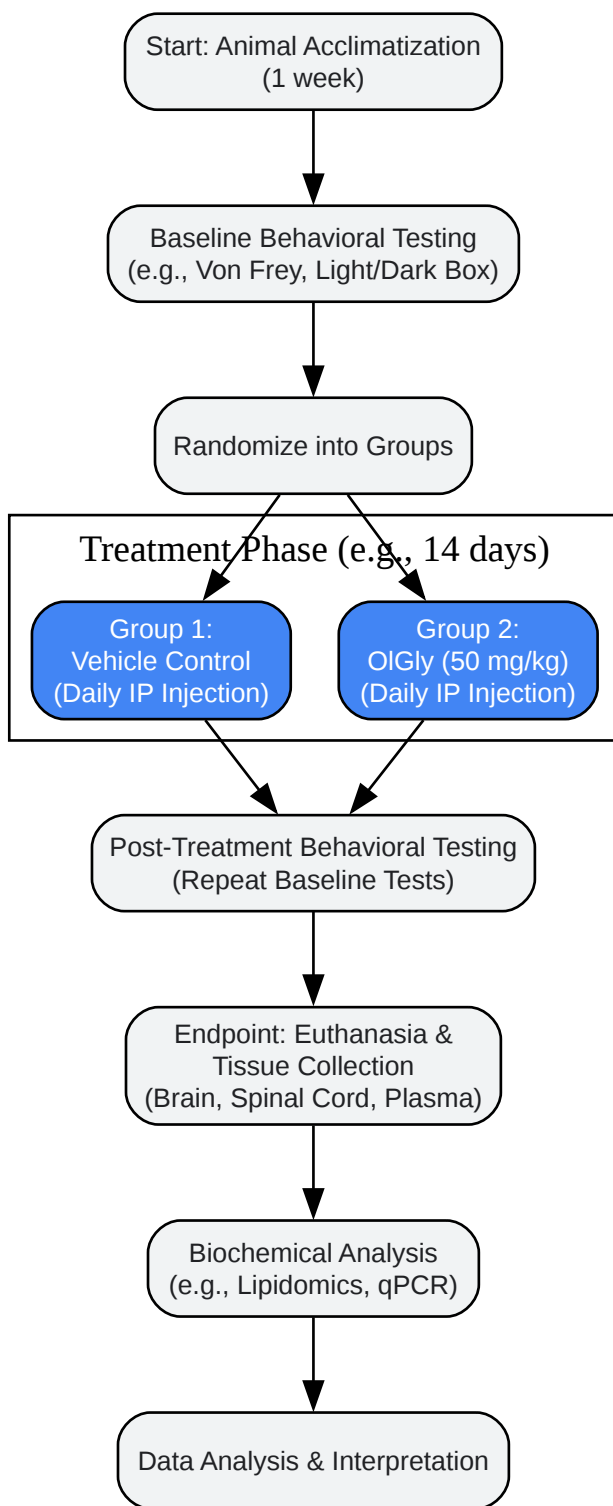 Start: Animal Acclimatization
(1 week)
Baseline Behavioral Testing
(e.g., Von Frey, Light/Dark Box)
Randomize into Groups
Treatment Phase (e.g., 14 days)
Group 1:
Vehicle Control
(Daily IP Injection)
Group 2:
OlGly (50 mg/kg)
(Daily IP Injection)
Post-Treatment Behavioral Testing
(Repeat Baseline Tests)
Endpoint: Euthanasia &
Tissue Collection
(Brain, Spinal Cord, Plasma)
Biochemical Analysis
(e.g., Lipidomics, qPCR)
Data Analysis & Interpretation